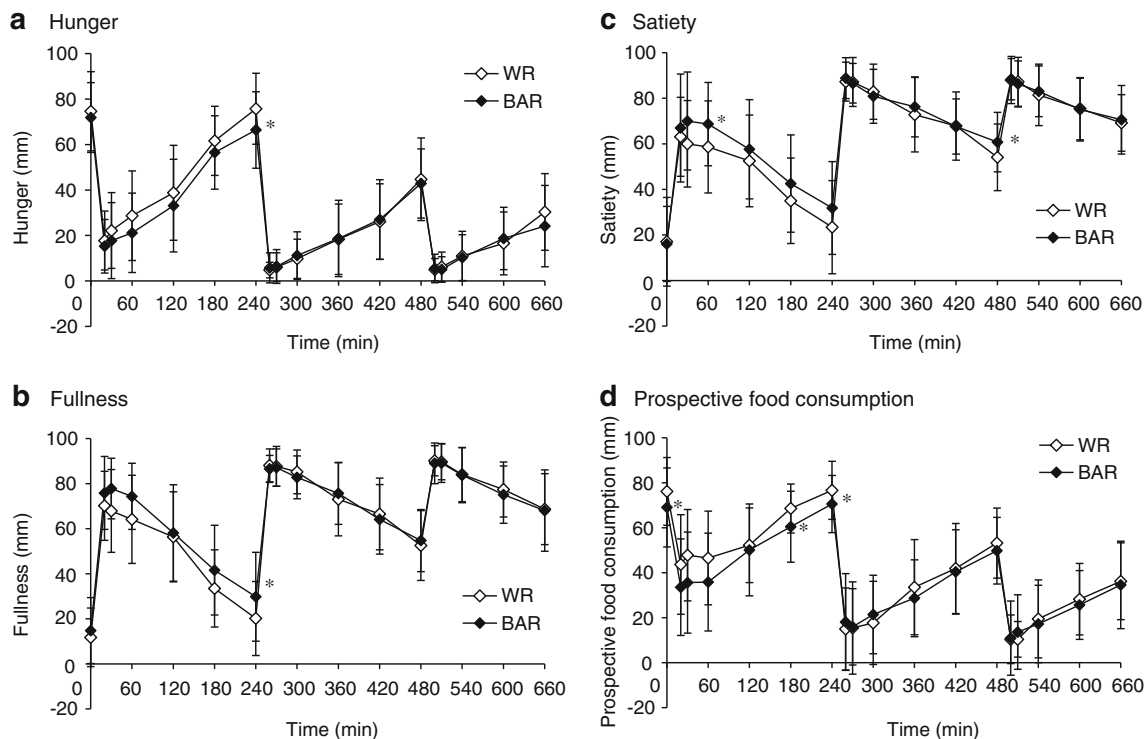 a Hunger
100
80
60
40
20
0
-20
Hunger (mm)
WR
BAR
*
0 60 120 180 240 300 360 420 480 540 600 660
Time (min)
b Fullness
100
80
60
40
20
0
-20
Fullness (mm)
WR
BAR
*
0 60 120 180 240 300 360 420 480 540 600 660
Time (min)
c Satiety
100
80
60
40
20
0
-20
Satiety (mm)
WR
BAR
*
*
0 60 120 180 240 300 360 420 480 540 600 660
Time (min)
d Prospective food consumption
100
80
60
40
20
0
-20
Prospective food consumption (mm)
WR
BAR
*
*
*
0 60 120 180 240 300 360 420 480 540 600 660
Time (min)